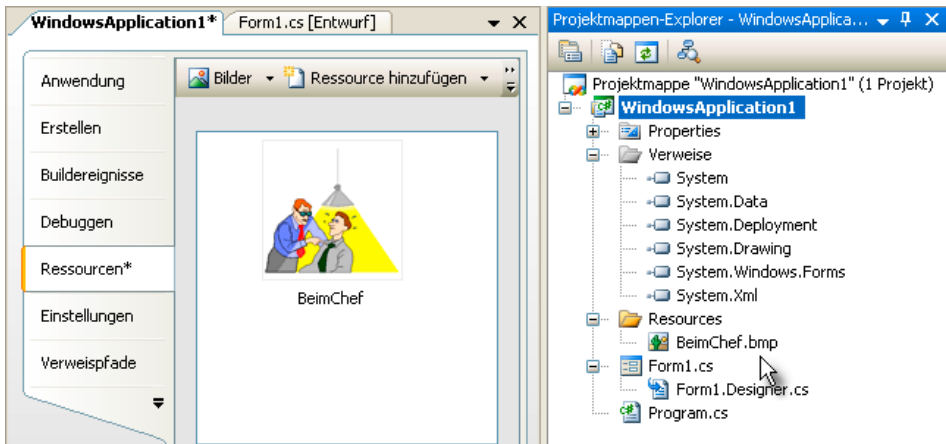 WindowsApplication1* Form1.cs [Entwurf]
Anwendung
Erstellen
Buildereignisse
Debuggen
Ressourcen*
Einstellungen
Verweispfade
Bilder Ressource hinzufügen
BeimChef
Projektmappen-Explorer - WindowsApplica...
Projektmappe "WindowsApplication1" (1 Projekt)
WindowsApplication1
Properties
Verweise
System
System.Data
System.Deployment
System.Drawing
System.Windows.Forms
System.Xml
Resources
BeimChef.bmp
Form1.cs
Form1.Designer.cs
Program.cs